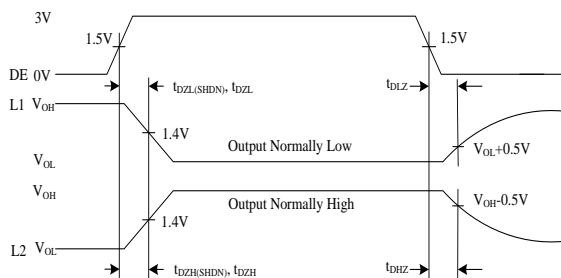 3V
1.5V 1.5V
DE 0V
tDZL(SHDN), tDZL tDLZ
L1 VOH
1.4V
Output Normally Low VOL+0.5V
VOL
VOH
Output Normally High VOH-0.5V
1.4V
L2 VOL
tDZH(SHDN), tDZH tDHZ